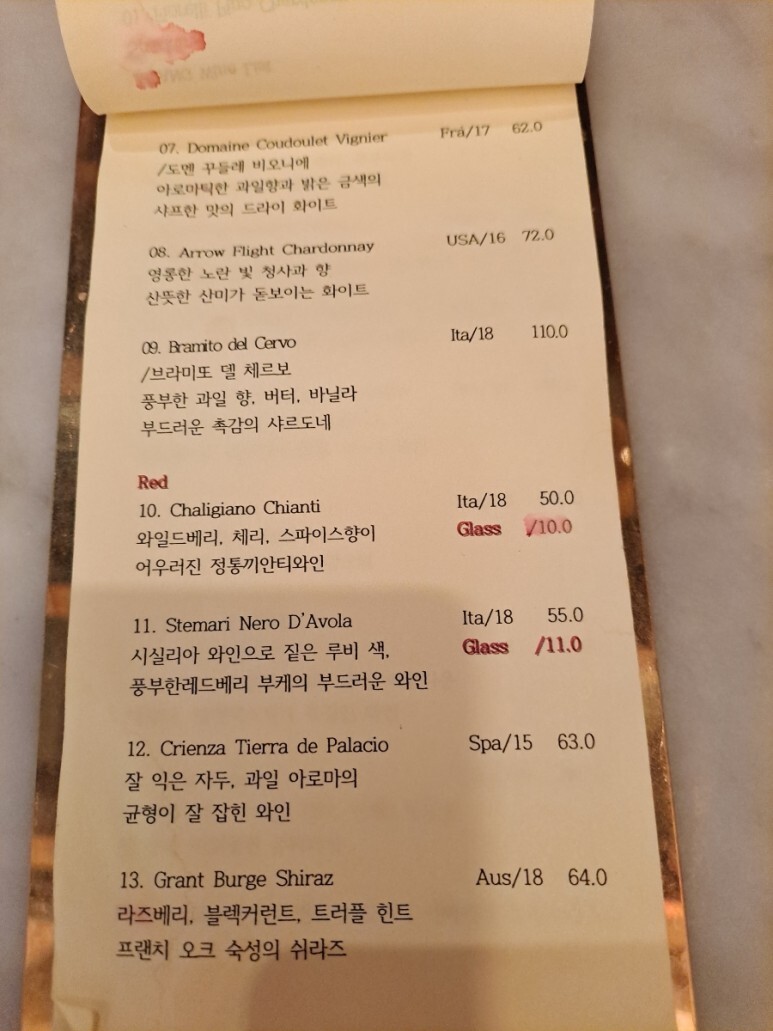 07. Domaine Coudoulet Vignier Frá/17 62.0
/도멘 꾸들레 비오니에
아로마틱한 과일향과 밝은 금색의
샤프한 맛의 드라이 화이트
08. Arrow Flight Chardonnay USA/16 72.0
영롱한 노란 빛 청사과 향
산뜻한 산미가 돋보이는 화이트
09. Bramito del Cervo Ita/18 110.0
/브라미또 델 체르보
풍부한 과일 향, 버터, 바닐라
부드러운 촉감의 샤르도네
Red
10. Chaligiano Chianti Ita/18 50.0
와일드베리, 체리, 스파이스향이 Glass /10.0
어우러진 정통끼안티와인
11. Stemari Nero D'Avola Ita/18 55.0
시실리아 와인으로 짙은 루비 색, Glass /11.0
풍부한레드베리 부케의 부드러운 와인
12. Crienza Tierra de Palacio Spa/15 63.0
잘 익은 자두, 과일 아로마의
균형이 잘 잡힌 와인
13. Grant Burge Shiraz Aus/18 64.0
라즈베리, 블렉커런트, 트러플 힌트
프랜치 오크 숙성의 쉬라즈